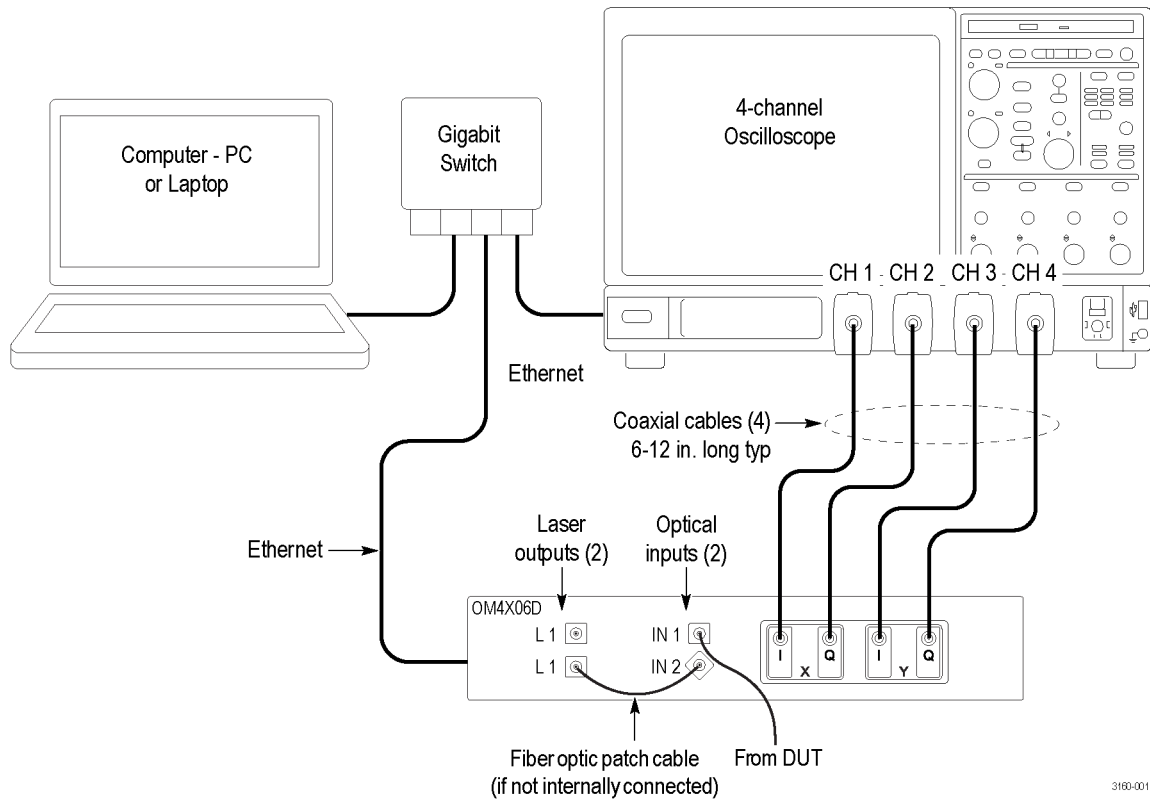 Computer - PC
or Laptop
Gigabit
Switch
4-channel
Oscilloscope
CH 1
CH 2
CH 3
CH 4
Ethernet
Coaxial cables (4)
6-12 in. long typ
Ethernet
Laser
outputs (2)
Optical
inputs (2)
OM4X06D
L 1
IN 1
L 1
IN 2
I
Q
X
I
Q
Y
Fiber optic patch cable
(if not internally connected)
From DUT
3160-001